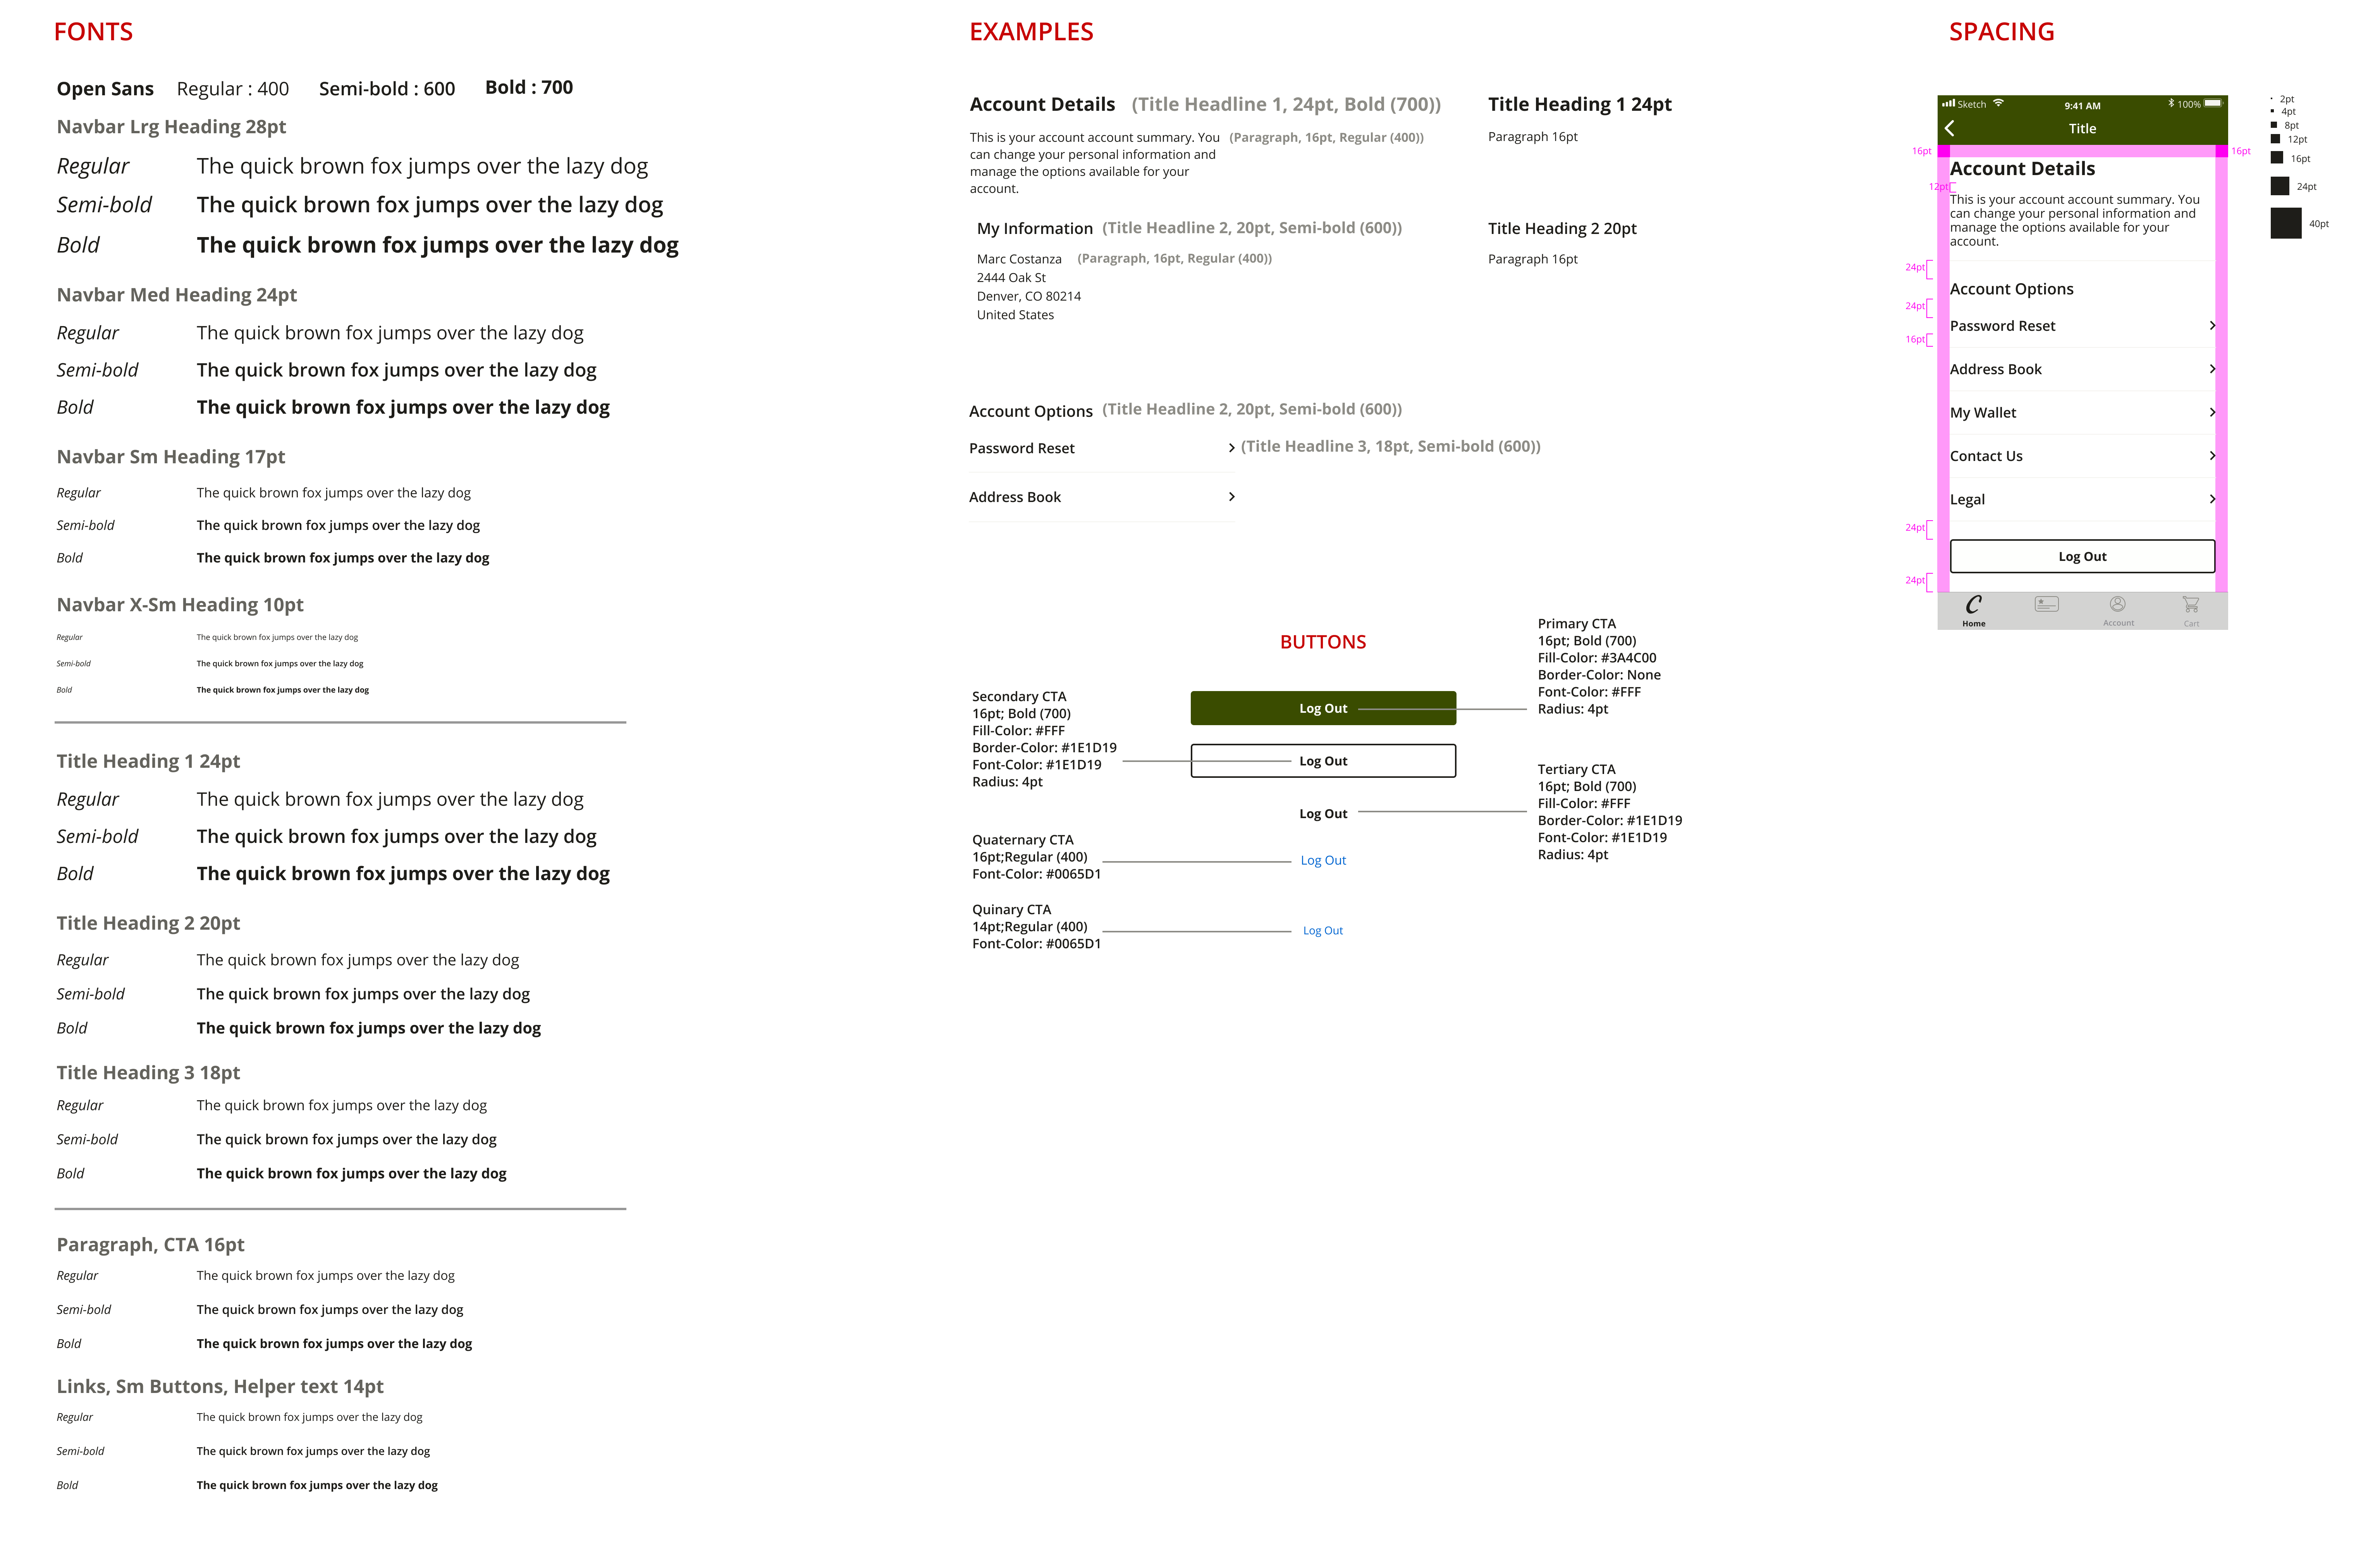 FONTS
Open Sans Regular : 400 Semi-bold : 600 Bold : 700
Navbar Lrg Heading 28pt
Regular The quick brown fox jumps over the lazy dog
Semi-bold The quick brown fox jumps over the lazy dog
Bold The quick brown fox jumps over the lazy dog
Navbar Med Heading 24pt
Regular The quick brown fox jumps over the lazy dog
Semi-bold The quick brown fox jumps over the lazy dog
Bold The quick brown fox jumps over the lazy dog
Navbar Sm Heading 17pt
Regular The quick brown fox jumps over the lazy dog
Semi-bold The quick brown fox jumps over the lazy dog
Bold The quick brown fox jumps over the lazy dog
Navbar X-Sm Heading 10pt
Regular The quick brown fox jumps over the lazy dog
Semi-bold The quick brown fox jumps over the lazy dog
Bold The quick brown fox jumps over the lazy dog
Title Heading 1 24pt
Regular The quick brown fox jumps over the lazy dog
Semi-bold The quick brown fox jumps over the lazy dog
Bold The quick brown fox jumps over the lazy dog
Title Heading 2 20pt
Regular The quick brown fox jumps over the lazy dog
Semi-bold The quick brown fox jumps over the lazy dog
Bold The quick brown fox jumps over the lazy dog
Title Heading 3 18pt
Regular The quick brown fox jumps over the lazy dog
Semi-bold The quick brown fox jumps over the lazy dog
Bold The quick brown fox jumps over the lazy dog
Paragraph, CTA 16pt
Regular The quick brown fox jumps over the lazy dog
Semi-bold The quick brown fox jumps over the lazy dog
Bold The quick brown fox jumps over the lazy dog
Links, Sm Buttons, Helper text 14pt
Regular The quick brown fox jumps over the lazy dog
Semi-bold The quick brown fox jumps over the lazy dog
Bold The quick brown fox jumps over the lazy dog
EXAMPLES
Account Details (Title Headline 1, 24pt, Bold (700)) Title Heading 1 24pt
This is your account account summary. You (Paragraph, 16pt, Regular (400)) Paragraph 16pt
can change your personal information and
manage the options available for your
account.
My Information (Title Headline 2, 20pt, Semi-bold (600)) Title Heading 2 20pt
Marc Costanza (Paragraph, 16pt, Regular (400)) Paragraph 16pt
2444 Oak St
Denver, CO 80214
United States
Account Options (Title Headline 2, 20pt, Semi-bold (600))
Password Reset (Title Headline 3, 18pt, Semi-bold (600))
Address Book
BUTTONS
Primary CTA
16pt; Bold (700)
Fill-Color: #3A4C00
Border-Color: None
Font-Color: #FFF
Radius: 4pt
Log Out
Secondary CTA
16pt; Bold (700)
Fill-Color: #FFF
Border-Color: #1E1D19
Font-Color: #1E1D19
Radius: 4pt
Log Out
Tertiary CTA
16pt; Bold (700)
Fill-Color: #FFF
Border-Color: #1E1D19
Font-Color: #1E1D19
Radius: 4pt
Log Out
Quaternary CTA
16pt;Regular (400)
Font-Color: #0065D1
Log Out
Quinary CTA
14pt;Regular (400)
Font-Color: #0065D1
Log Out
SPACING
Sketch 9:41 AM 100%
Title
16pt 16pt
Account Details
12pt
This is your account account summary. You
can change your personal information and
manage the options available for your
account.
24pt
Account Options
24pt
Password Reset
16pt
Address Book
My Wallet
Contact Us
Legal
24pt
Log Out
24pt
C
Home Account Cart
2pt
4pt
8pt
12pt
16pt
24pt
40pt